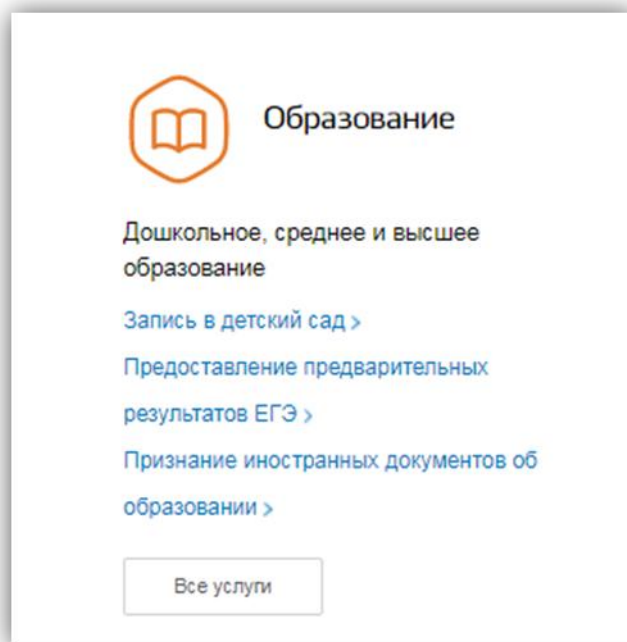 Образование
Дошкольное, среднее и высшее
образование
Запись в детский сад >
Предоставление предварительных
результатов ЕГЭ >
Признание иностранных документов об
образовании >
Все услуги